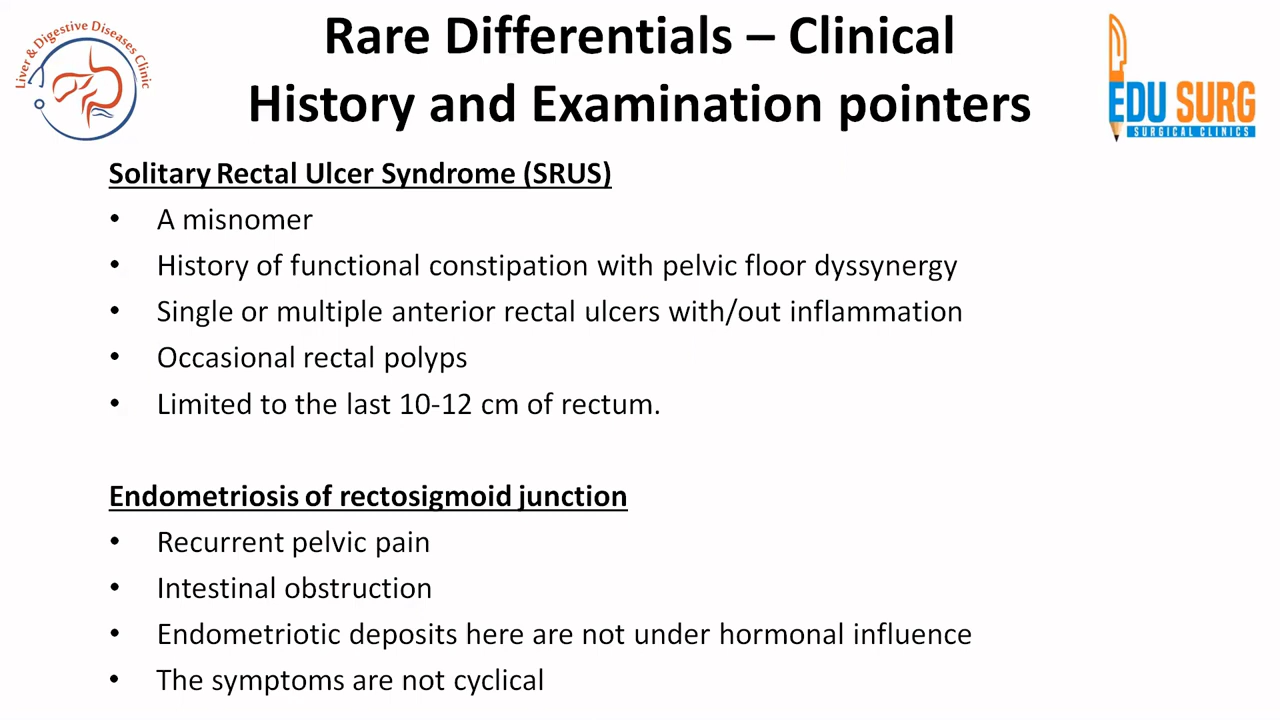 Liver & Digestive Diseases Clinic
Rare Differentials – Clinical
History and Examination pointers
EDU SURG
SURGICAL CLINICS
Solitary Rectal Ulcer Syndrome (SRUS)
• A misnomer
• History of functional constipation with pelvic floor dyssynergy
• Single or multiple anterior rectal ulcers with/out inflammation
• Occasional rectal polyps
• Limited to the last 10-12 cm of rectum.
Endometriosis of rectosigmoid junction
• Recurrent pelvic pain
• Intestinal obstruction
• Endometriotic deposits here are not under hormonal influence
• The symptoms are not cyclical